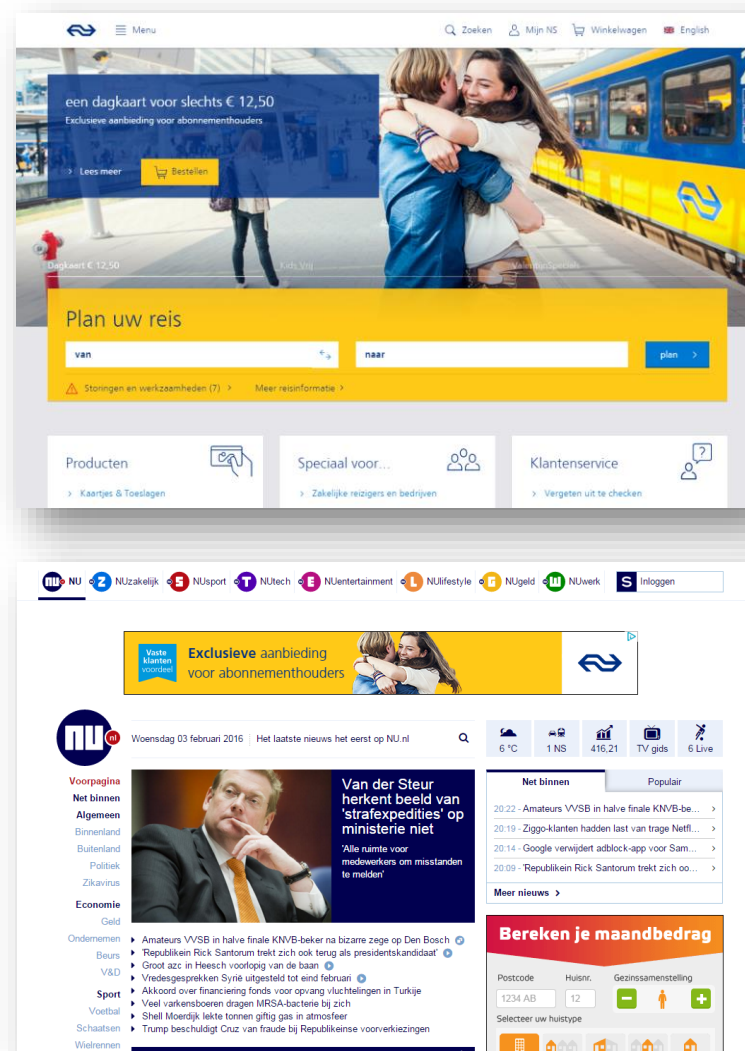 Menu
Zoeken
Mijn NS
Winkelwagen
English
een dagkaart voor slechts € 12,50
Exclusieve aanbieding voor abonnementhouders
Lees meer
Bestellen
Dagkaart € 12,50
Kids Vrij
Plan uw reis
van
naar
plan
Storingen en werkzaamheden (7)
Meer reisinformatie
Producten
Speciaal voor...
Klantenservice
Kaartjes & Toeslagen
Zakelijke reizigers en bedrijven
Vergeten uit te checken
NU
NUzakelijk
NUsport
NUtech
NUentertainment
NUlifestyle
NUgeld
NUwerk
S Inloggen
Vaste
klanten
voordeel
Exclusieve aanbieding
voor abonnementhouders
nu
nl
Woensdag 03 februari 2016
Het laatste nieuws het eerst op NU.nl
6 °C
1 NS
416,21
TV gids
6 Live
Voorpagina
Net binnen
Algemeen
Binnenland
Buitenland
Politiek
Zikavirus
Economie
Geld
Ondernemen
Beurs
V&D
Sport
Voetbal
Schaatsen
Wielrennen
Van der Steur
herkent beeld van
'strafexpedities' op
ministerie niet
'Alle ruimte voor
medewerkers om misstanden
te melden'
Amateurs VVSB in halve finale KNVB-beker na bizarre zege op Den Bosch
'Republikein Rick Santorum trekt zich ook terug als presidentskandidaat'
Groot azc in Heesch voorlopig van de baan
Vredesgesprekken Syrië uitgesteld tot eind februari
Akkoord over financiering fonds voor opvang vluchtelingen in Turkije
Veel varkensboeren dragen MRSA-bacterie bij zich
Shell Moerdijk lekte tonnen giftig gas in atmosfeer
Trump beschuldigt Cruz van fraude bij Republikeinse voorverkiezingen
Net binnen
Populair
20:22 - Amateurs VVSB in halve finale KNVB-be...
20:19 - Ziggo-klanten hadden last van trage Netfl...
20:14 - Google verwijdert adblock-app voor Sam...
20:09 - 'Republikein Rick Santorum trekt zich oo...
Meer nieuws
Bereken je maandbedrag
Postcode
Huisnr.
Gezinssamenstelling
1234 AB
12
Selecteer uw huistype